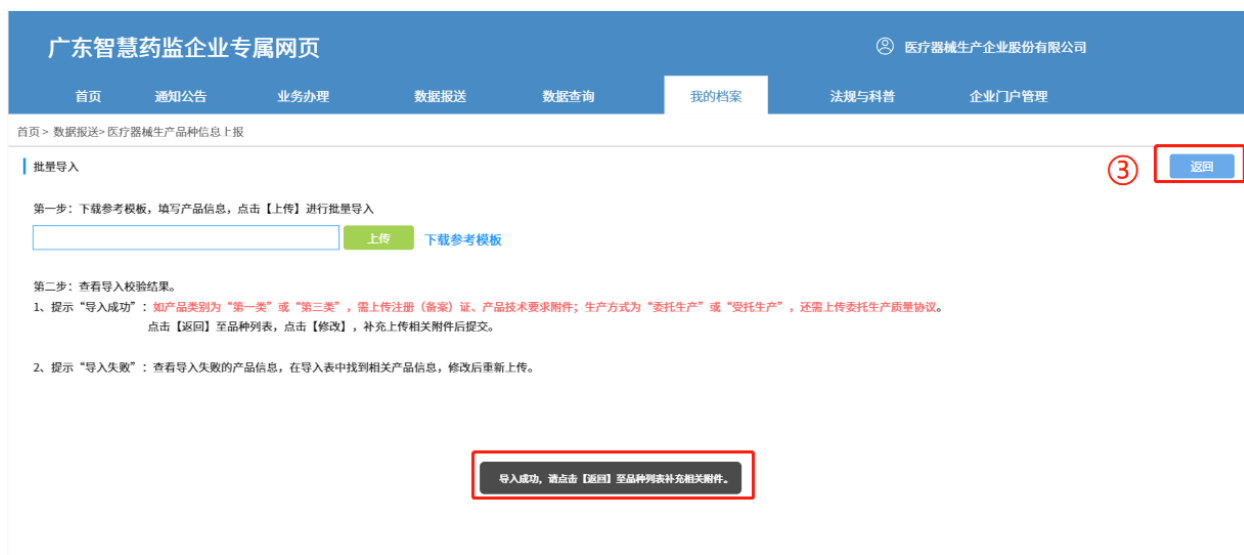 广东智慧药监企业专属网页
医疗器械生产企业股份有限公司
首页 通知公告 业务办理 数据报送 数据查询 我的档案 法规与科普 企业门户管理
首页> 数据报送> 医疗器械生产品种信息上报
批量导入
③ 返回
第一步：下载参考模板，填写产品信息，点击【上传】进行批量导入
上传 下载参考模板
第二步：查看导入校验结果。
1、提示“导入成功”：如产品类别为“第一类”或“第三类”，需上传注册（备案）证、产品技术要求附件；生产方式为“委托生产”或“受托生产”，还需上传委托生产质量协议。
点击【返回】至品种列表，点击【修改】，补充上传相关附件后提交。
2、提示“导入失败”：查看导入失败的产品信息，在导入表中找到相关产品信息，修改后重新上传。
导入成功，请点击【返回】至品种列表补充相关附件。